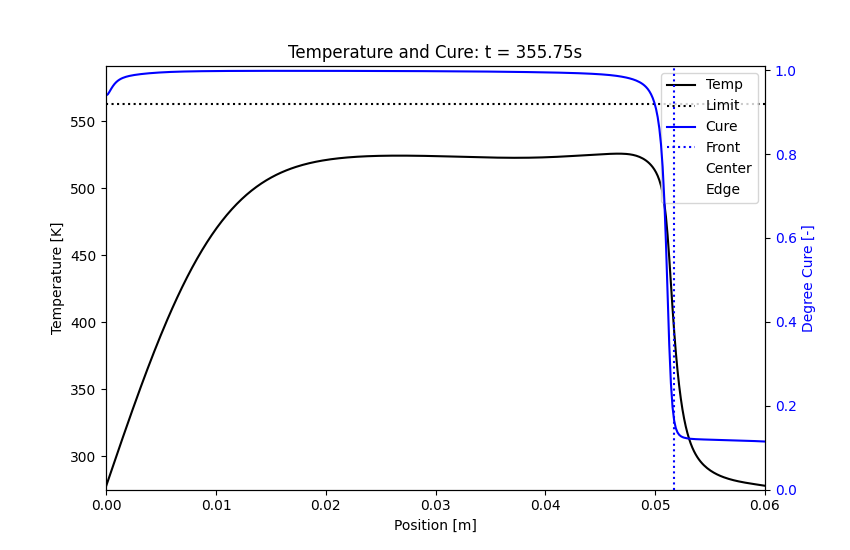 Temperature and Cure: t = 355.75s
Temp
Limit
Cure
Front
Center
Edge
Temperature [K]
550
500
450
400
350
300
Degree Cure [-]
1.0
0.8
0.6
0.4
0.2
0.0
0.00 0.01 0.02 0.03 0.04 0.05 0.06
Position [m]